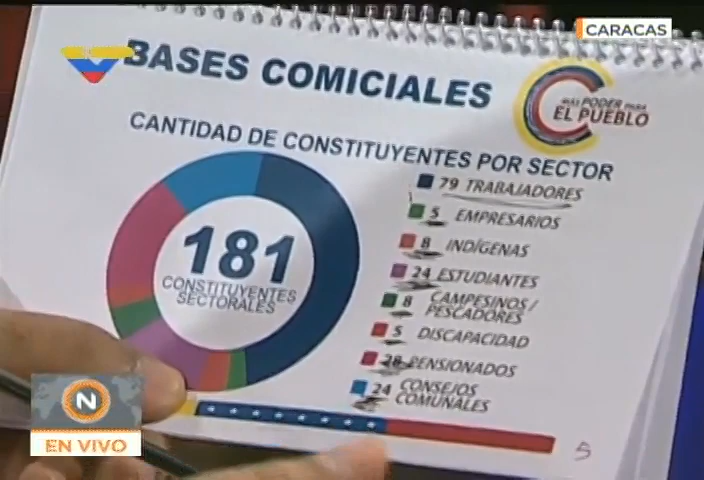 CARACAS
BASES COMICIALES
MÁS PODER PARA
EL PUEBLO
CANTIDAD DE CONSTITUYENTES POR SECTOR
181
CONSTITUYENTES
SECTORALES
79 TRABAJADORES
5 EMPRESARIOS
8 INDÍGENAS
24 ESTUDIANTES
8 CAMPESINOS/
PESCADORES
5 DISCAPACIDAD
28 PENSIONADOS
24 CONSEJOS
COMUNALES
5
N
EN VIVO